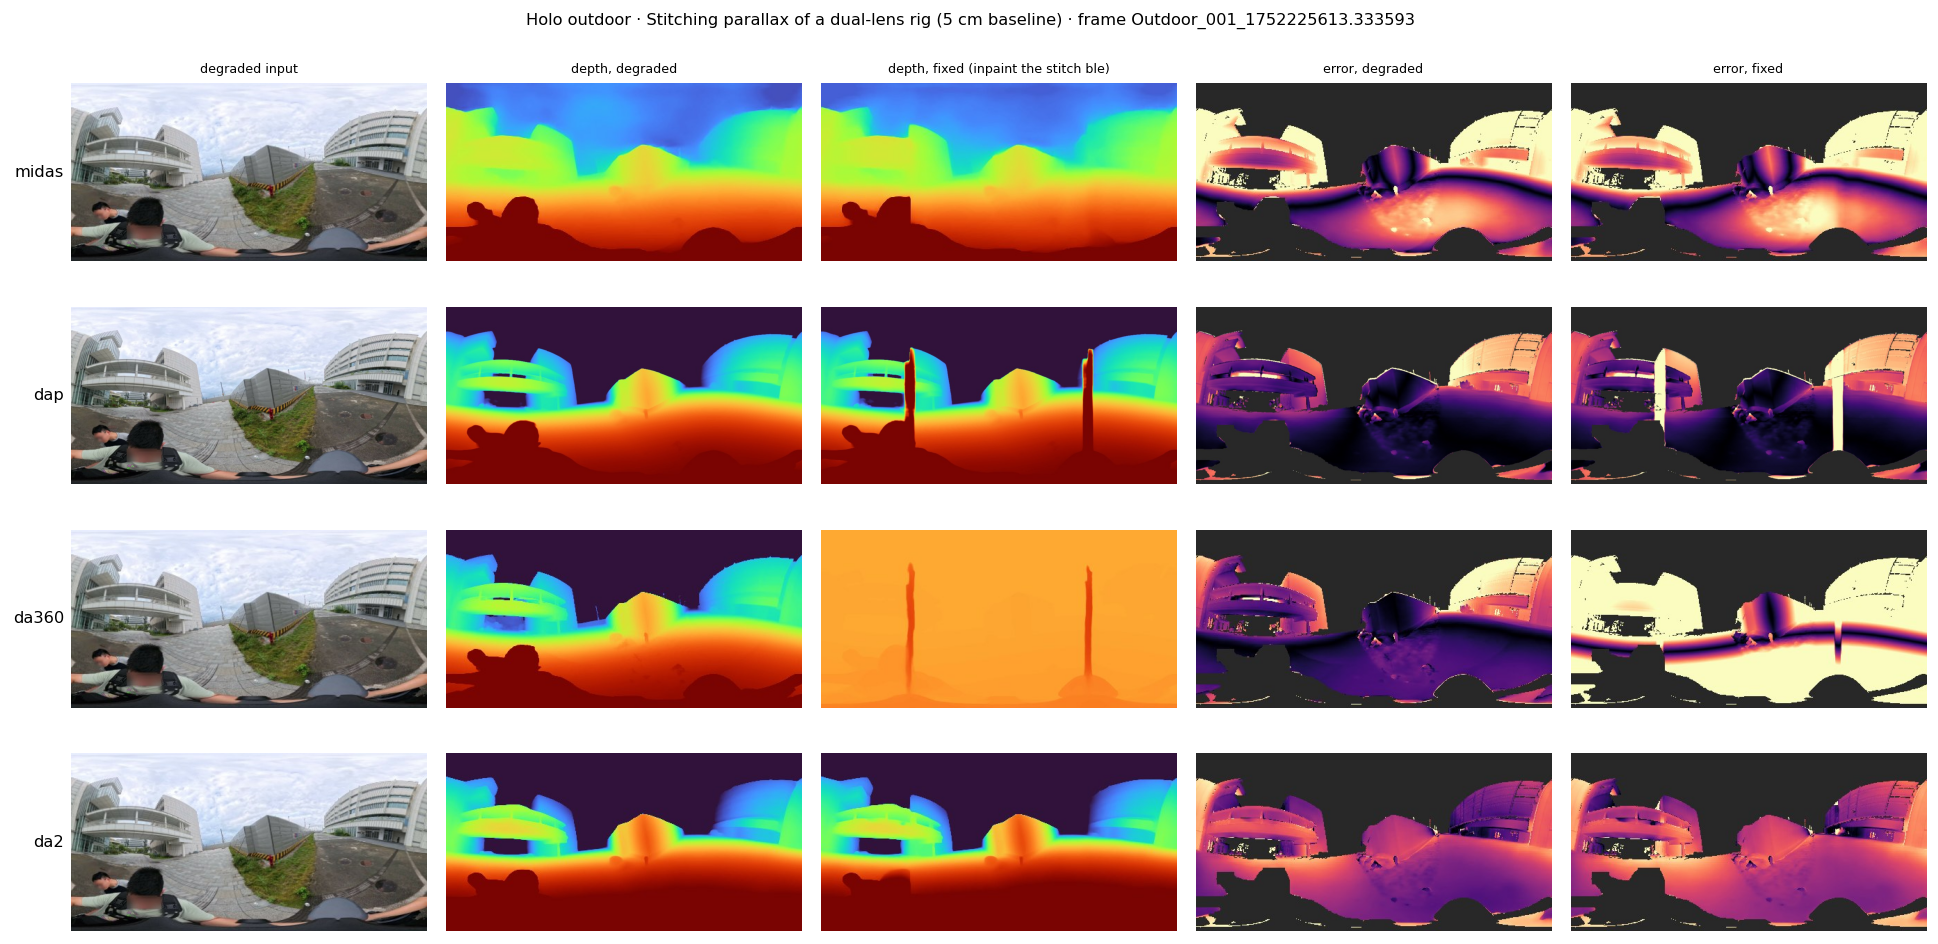 Holo outdoor · Stitching parallax of a dual-lens rig (5 cm baseline) · frame Outdoor_001_1752225613.333593
degraded input
depth, degraded
depth, fixed (inpaint the stitch ble)
error, degraded
error, fixed
midas
dap
da360
da2